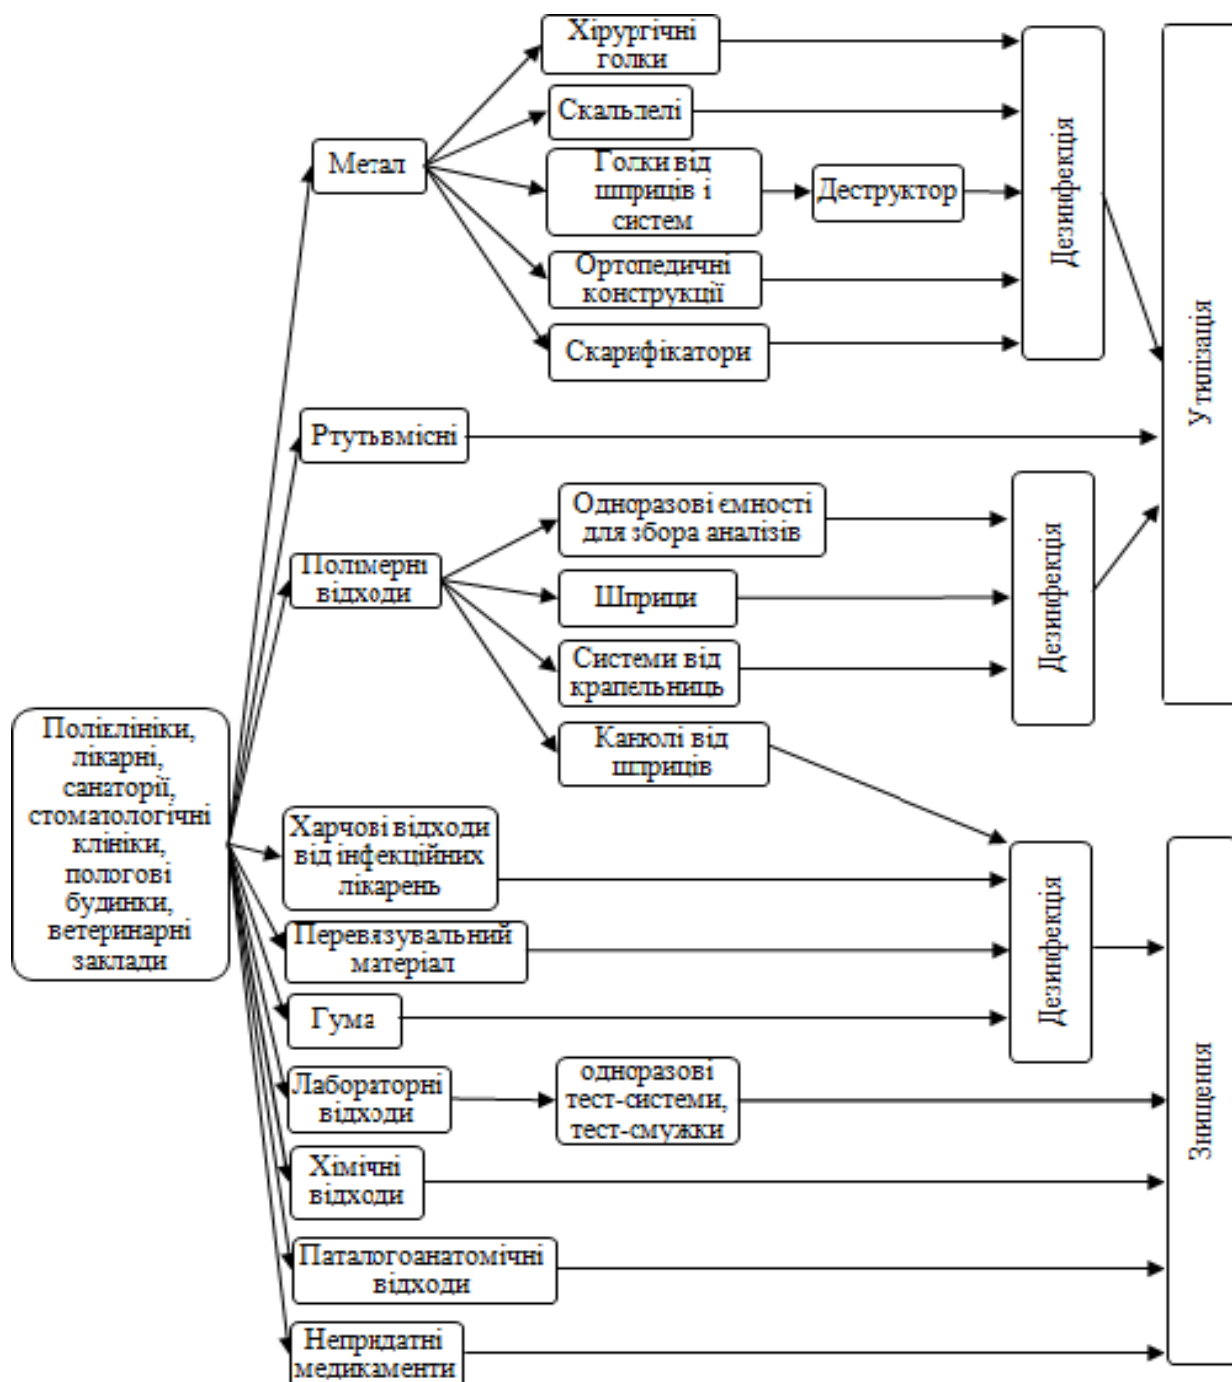 Хірургічні
голки
Скальпелі
Метал
Голки від
шприців і
систем
Деструктор
Дезинфекція
Ортопедичні
конструкції
Скарифікатори
Утилізація
Ртутьвмісні
Одноразові ємності
для збора аналізів
Полімерні
відходи
Шприци
Дезинфекція
Системи від
крапельниць
Канюлі від
шприців
Поліклініки,
лікарні,
санаторії,
стоматологічні
клініки,
пологові
будинки,
ветеринарні
заклади
Харчові відходи
від інфекційних
лікарень
Перевязувальний
матеріал
Дезинфекція
Гума
Лабораторні
відходи
одноразові
тест-системи,
тест-смужки
Знищення
Хімічні
відходи
Паталогоанатомічні
відходи
Непридатні
медикаменти